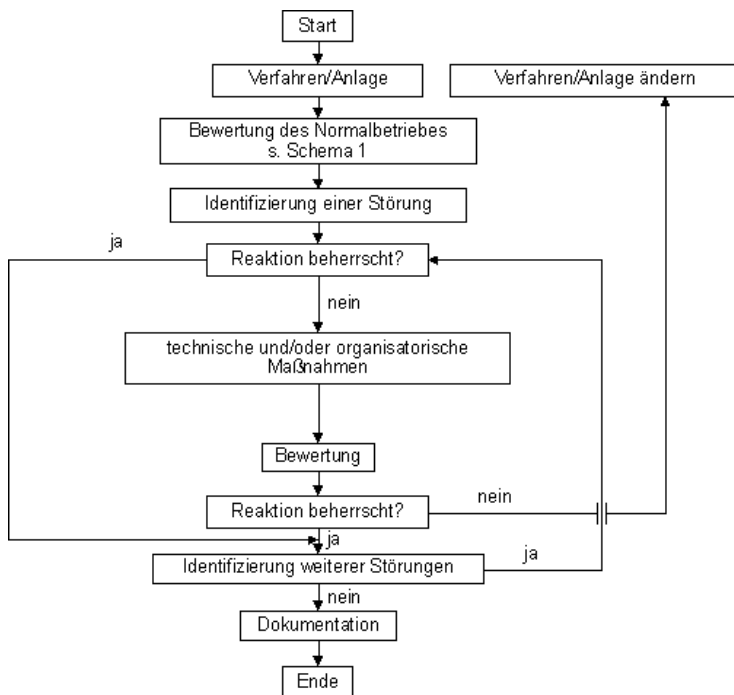 Start
Verfahren/Anlage
Verfahren/Anlage ändern
Bewertung des Normalbetriebes
s. Schema 1
Identifizierung einer Störung
ja
Reaktion beherrscht?
nein
technische und/oder organisatorische
Maßnahmen
Bewertung
Reaktion beherrscht?
nein
ja
Identifizierung weiterer Störungen
ja
nein
Dokumentation
Ende